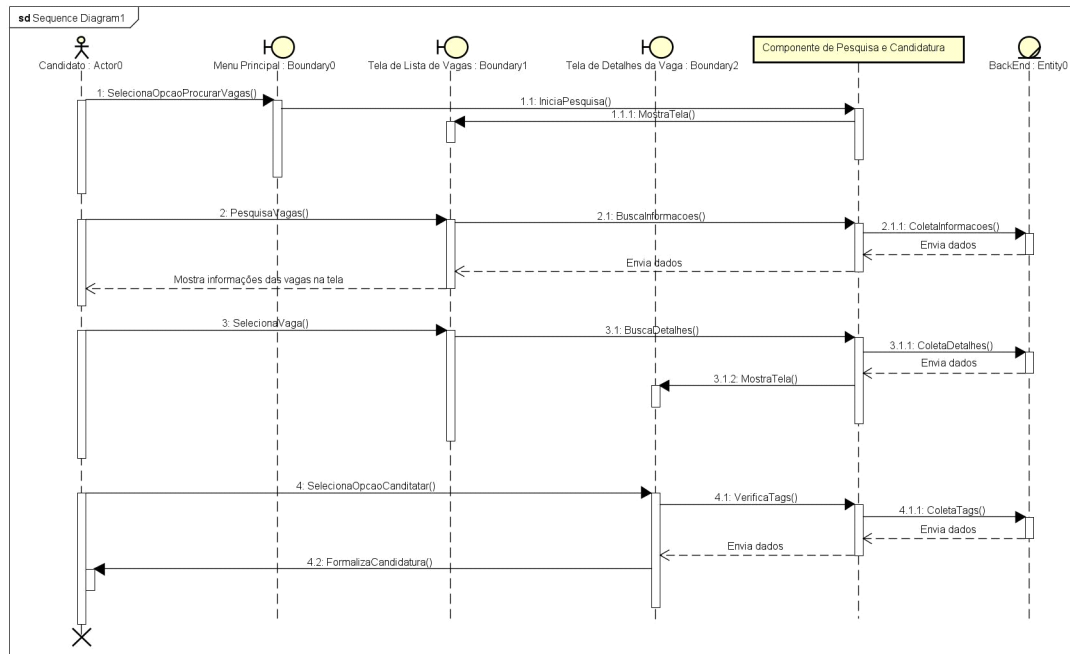 sd Sequence Diagram1
Candidato : Actor0
Menu Principal : Boundary0
Tela de Lista de Vagas : Boundary1
Tela de Detalhes da Vaga : Boundary2
Componente de Pesquisa e Candidatura
BackEnd : Entity0
1: SelecionaOpcaoProcurarVagas()
1.1: IniciaPesquisa()
1.1.1: MostraTela()
2: PesquisaVagas()
2.1: BuscaInformacoes()
2.1.1: ColetaInformacoes()
Envia dados
Envia dados
Mostra informações das vagas na tela
3: SelecionaVaga()
3.1: BuscaDetalhes()
3.1.1: ColetaDetalhes()
Envia dados
3.1.2: MostraTela()
4: SelecionaOpcaoCanditatar()
4.1: VerificaTags()
4.1.1: ColetaTags()
Envia dados
Envia dados
4.2: FormalizaCandidatura()